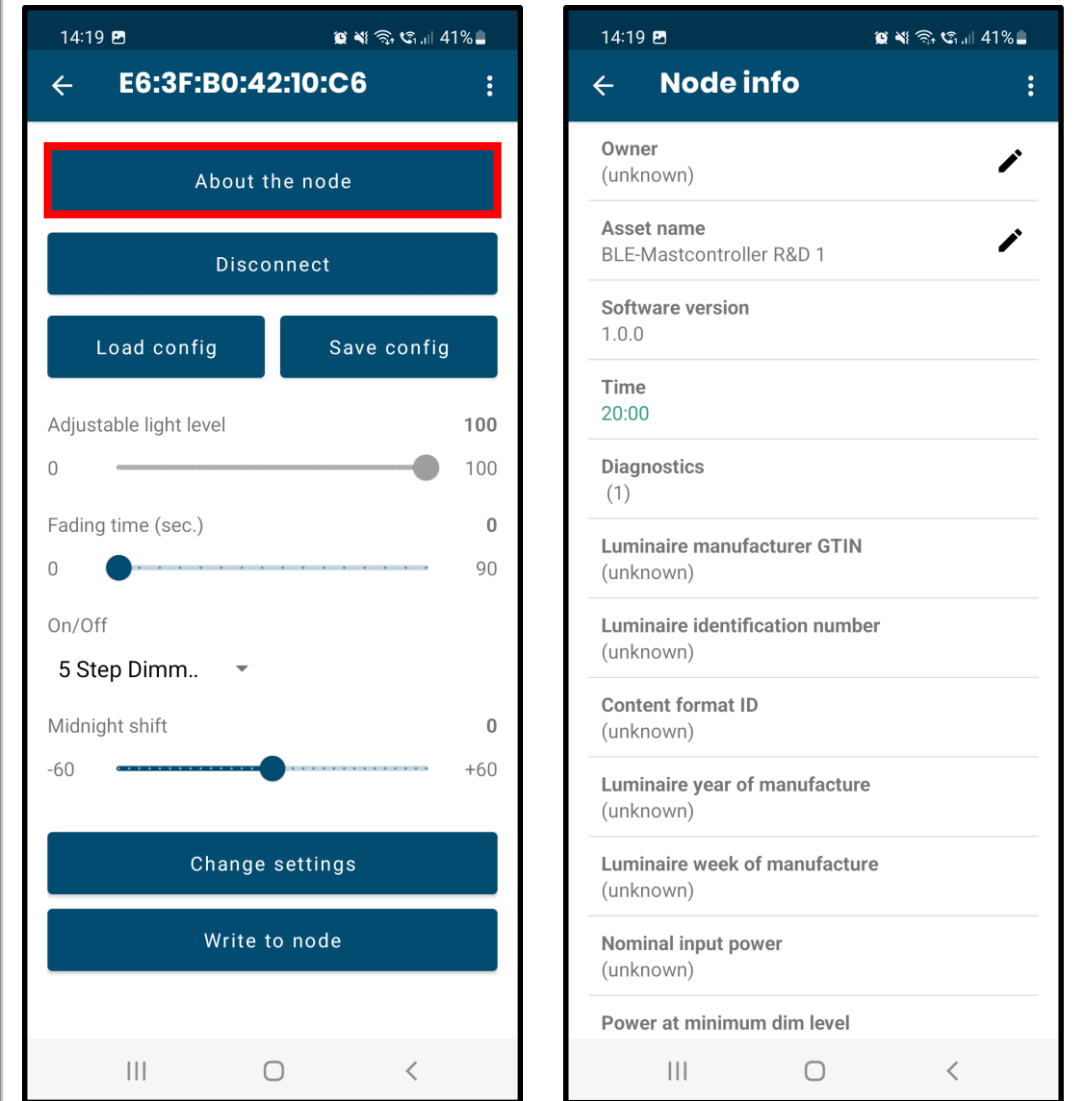 14:19 41%
E6:3F:B0:42:10:C6
About the node
Disconnect
Load config Save config
Adjustable light level 100
0 100
Fading time (sec.) 0
0 90
On/Off
5 Step Dimm..
Midnight shift 0
-60 +60
Change settings
Write to node
14:19 41%
Node info
Owner
(unknown)
Asset name
BLE-Mastcontroller R&D 1
Software version
1.0.0
Time
20:00
Diagnostics
(1)
Luminaire manufacturer GTIN
(unknown)
Luminaire identification number
(unknown)
Content format ID
(unknown)
Luminaire year of manufacture
(unknown)
Luminaire week of manufacture
(unknown)
Nominal input power
(unknown)
Power at minimum dim level